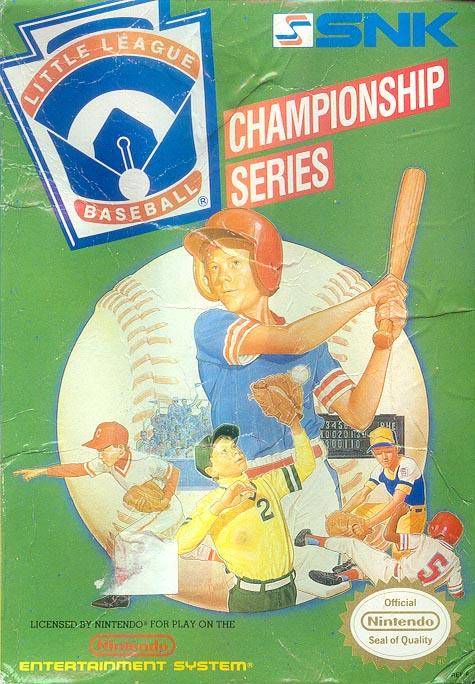 SNK
LITTLE LEAGUE
BASEBALL®
CHAMPIONSHIP
SERIES
2
5
LICENSED BY NINTENDO® FOR PLAY ON THE
Nintendo®
ENTERTAINMENT SYSTEM®
Official
Nintendo
Seal of Quality